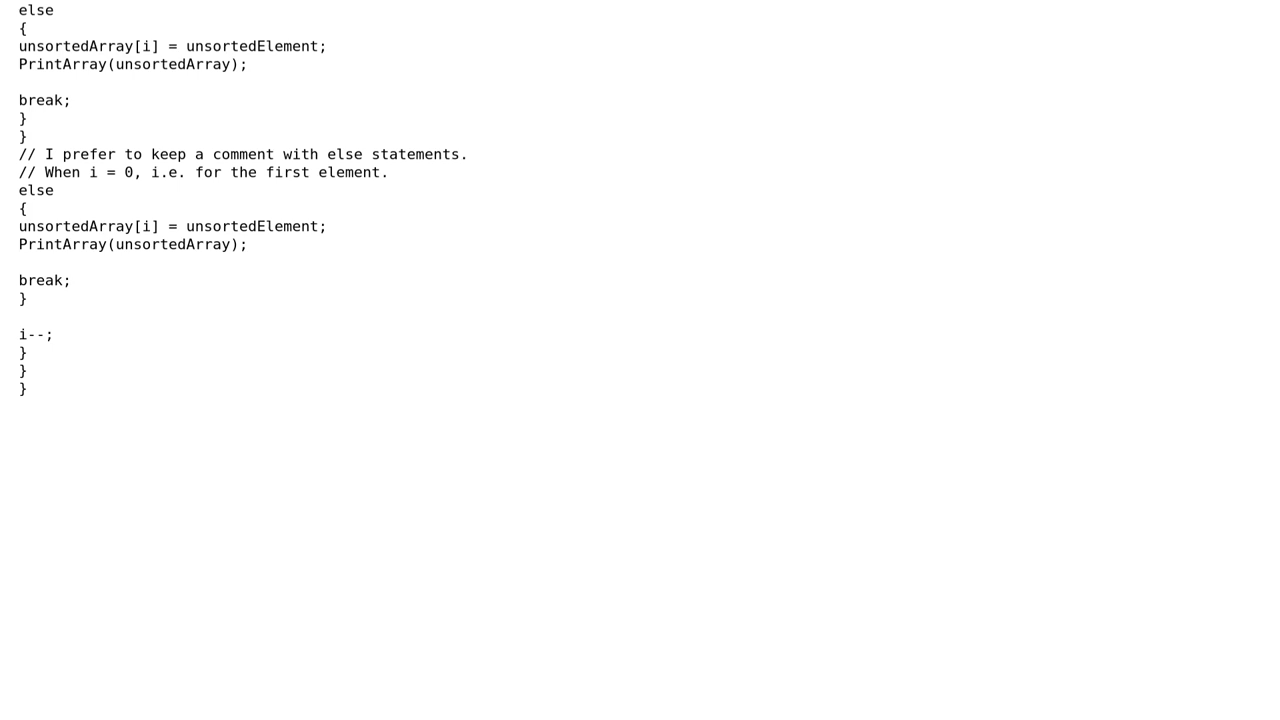 else
{
unsortedArray[i] = unsortedElement;
PrintArray(unsortedArray);

break;
}
}
// I prefer to keep a comment with else statements.
// When i = 0, i.e. for the first element.
else
{
unsortedArray[i] = unsortedElement;
PrintArray(unsortedArray);

break;
}

i--;
}
}
}